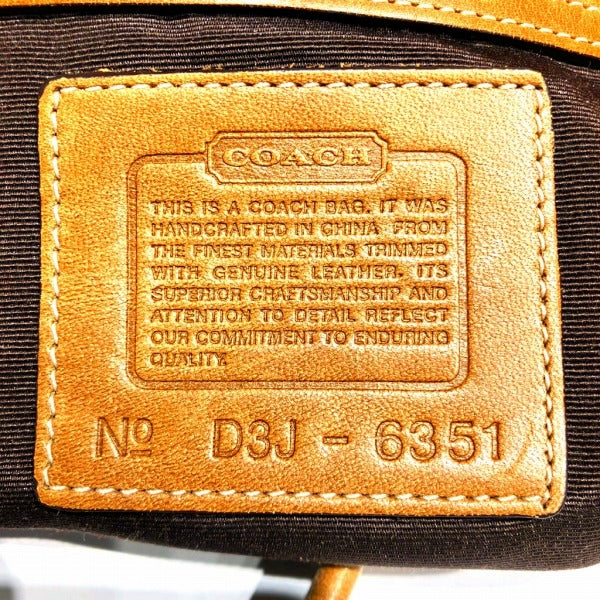 COACH
THIS IS A COACH BAG. IT WAS
HANDCRAFTED IN CHINA FROM
THE FINEST MATERIALS TRIMMED
WITH GENUINE LEATHER. ITS
SUPERIOR CRAFTSMANSHIP AND
ATTENTION TO DETAIL REFLECT
OUR COMMITMENT TO ENDURING
QUALITY.
Nº D3J - 6351